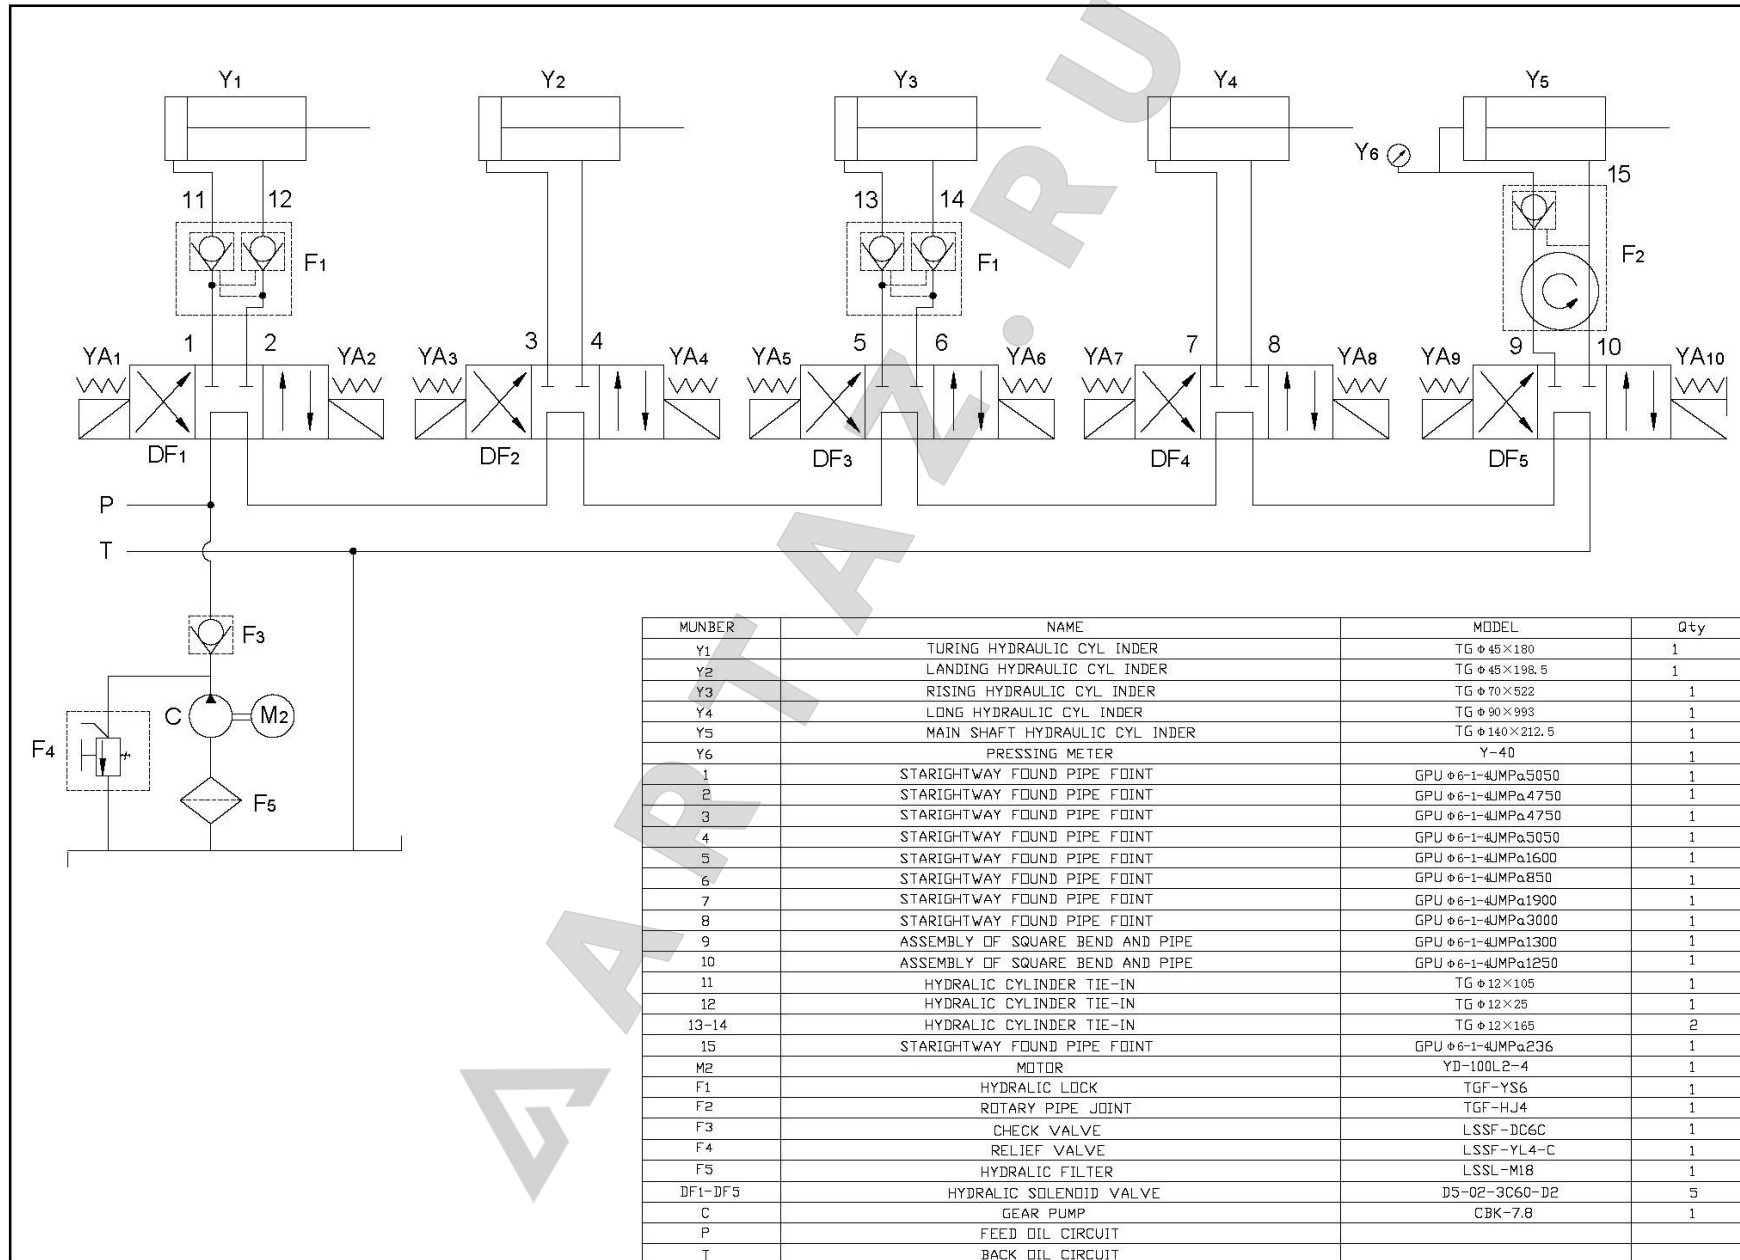 Y1 Y2 Y3 Y4 Y5
Y6
11 12 13 14 15
F1 F1 F2
1 2 3 4 5 6 7 8 9 10
YA1 YA2 YA3 YA4 YA5 YA6 YA7 YA8 YA9 YA10
DF1 DF2 DF3 DF4 DF5
P
T
F3
C M2
F4
F5
MUNBER NAME MODEL Qty
Y1 TURING HYDRAULIC CYL INDER TG Φ45×180 1
Y2 LANDING HYDRAULIC CYL INDER TG Φ45×198.5 1
Y3 RISING HYDRAULIC CYL INDER TG Φ70×522 1
Y4 LONG HYDRAULIC CYL INDER TG Φ90×993 1
Y5 MAIN SHAFT HYDRAULIC CYL INDER TG Φ140×212.5 1
Y6 PRESSING METER Y-40 1
1 STARIGHTWAY FOUND PIPE FOINT GPU Φ6-1-4UMPa5050 1
2 STARIGHTWAY FOUND PIPE FOINT GPU Φ6-1-4UMPa4750 1
3 STARIGHTWAY FOUND PIPE FOINT GPU Φ6-1-4UMPa4750 1
4 STARIGHTWAY FOUND PIPE FOINT GPU Φ6-1-4UMPa5050 1
5 STARIGHTWAY FOUND PIPE FOINT GPU Φ6-1-4UMPa1600 1
6 STARIGHTWAY FOUND PIPE FOINT GPU Φ6-1-4UMPa850 1
7 STARIGHTWAY FOUND PIPE FOINT GPU Φ6-1-4UMPa1900 1
8 STARIGHTWAY FOUND PIPE FOINT GPU Φ6-1-4UMPa3000 1
9 ASSEMBLY OF SQUARE BEND AND PIPE GPU Φ6-1-4UMPa1300 1
10 ASSEMBLY OF SQUARE BEND AND PIPE GPU Φ6-1-4UMPa1250 1
11 HYDRALIC CYLINDER TIE-IN TG Φ12×105 1
12 HYDRALIC CYLINDER TIE-IN TG Φ12×25 1
13-14 HYDRALIC CYLINDER TIE-IN TG Φ12×165 2
15 STARIGHTWAY FOUND PIPE FOINT GPU Φ6-1-4UMPa236 1
M2 MOTOR YD-100L2-4 1
F1 HYDRALIC LOCK TGF-YS6 1
F2 ROTARY PIPE JOINT TGF-HJ4 1
F3 CHECK VALVE LSSF-DC6C 1
F4 RELIEF VALVE LSSF-YL4-C 1
F5 HYDRALIC FILTER LSSL-M18 1
DF1-DF5 HYDRALIC SOLENOID VALVE D5-02-3C60-D2 5
C GEAR PUMP CBK-7.8 1
P FEED OIL CIRCUIT
T BACK OIL CIRCUIT
ARTAZ.RU